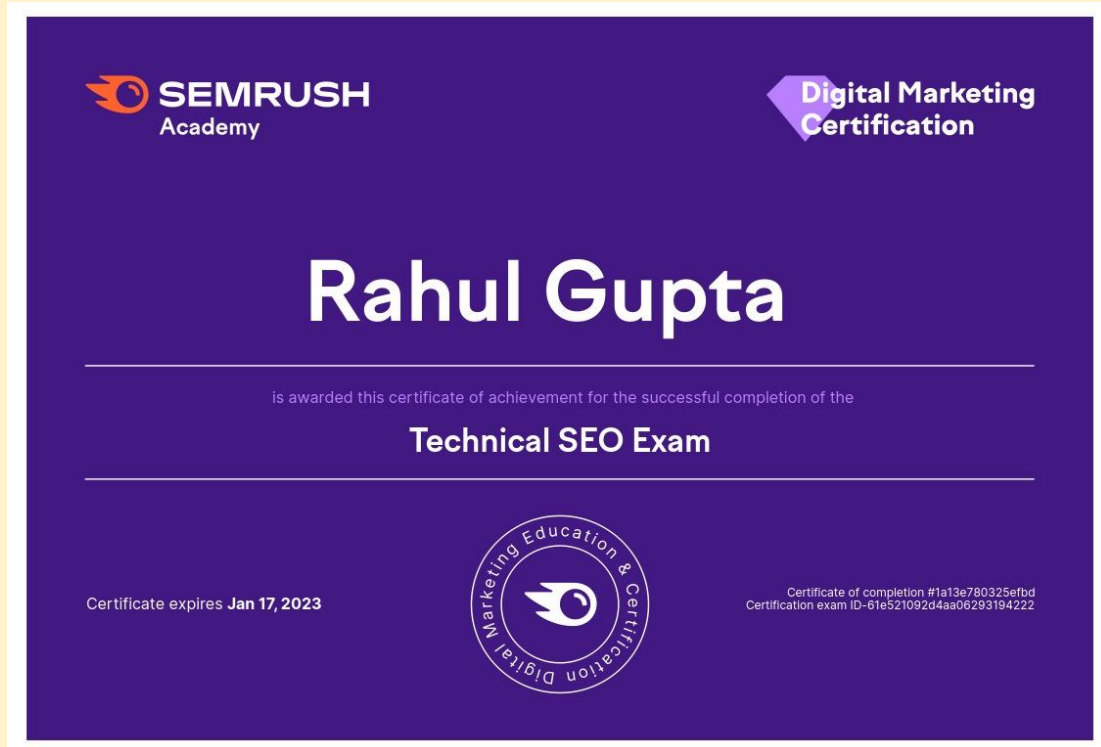 SEMRUSH
Academy
Digital Marketing
Certification
Rahul Gupta
is awarded this certificate of achievement for the successful completion of the
Technical SEO Exam
Certificate expires Jan 17, 2023
Digital Marketing Education & Certification
Certificate of completion #1a13e780325efbd
Certification exam ID-61e521092d4aa06293194222